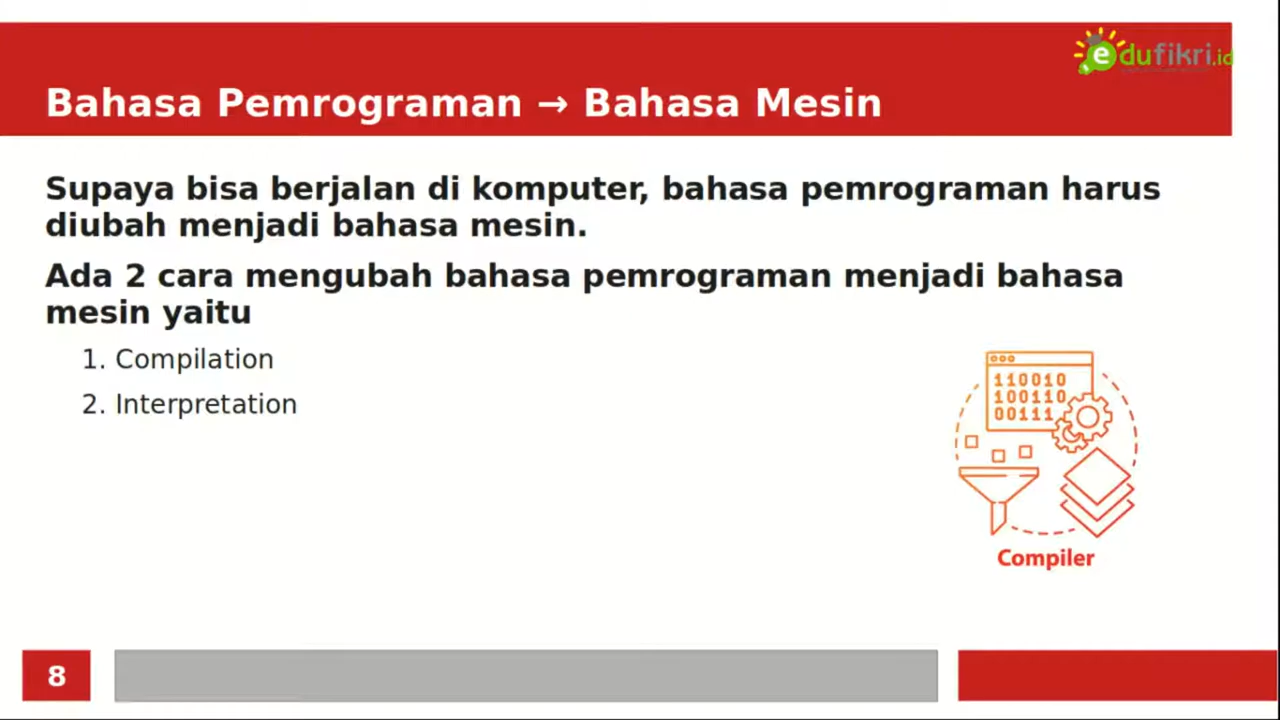 edufikri.id
Bahasa Pemrograman → Bahasa Mesin
Supaya bisa berjalan di komputer, bahasa pemrograman harus
diubah menjadi bahasa mesin.
Ada 2 cara mengubah bahasa pemrograman menjadi bahasa
mesin yaitu
1. Compilation
2. Interpretation
110010
100110
00111
Compiler
8